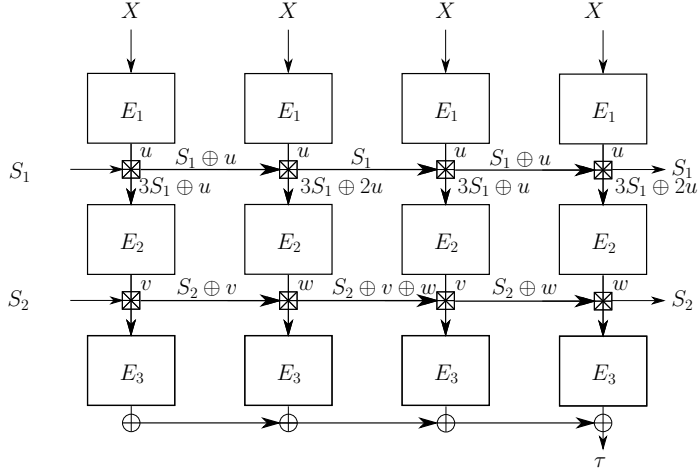 X X X X
E₁ E₁ E₁ E₁
u S₁ ⊕ u u S₁ u S₁ ⊕ u u
S₁ S₁
3S₁ ⊕ u 3S₁ ⊕ 2u 3S₁ ⊕ u 3S₁ ⊕ 2u
E₂ E₂ E₂ E₂
v S₂ ⊕ v w S₂ ⊕ v ⊕ w v S₂ ⊕ w w
S₂ S₂
E₃ E₃ E₃ E₃
τ